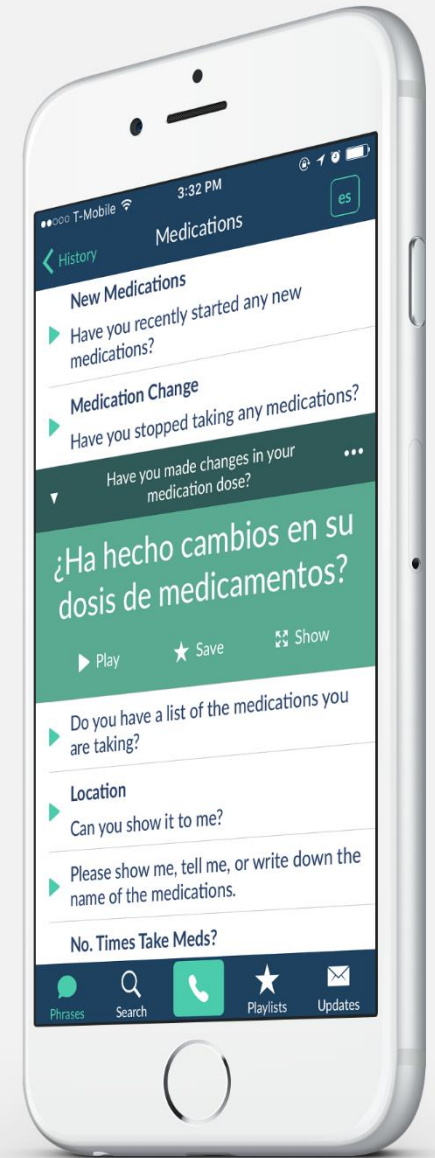 T-Mobile 3:32 PM
History Medications es
New Medications
Have you recently started any new
medications?
Medication Change
Have you stopped taking any medications?
Have you made changes in your
medication dose?
¿Ha hecho cambios en su
dosis de medicamentos?
Play Save Show
Do you have a list of the medications you
are taking?
Location
Can you show it to me?
Please show me, tell me, or write down the
name of the medications.
No. Times Take Meds?
Phrases Search Playlists Updates